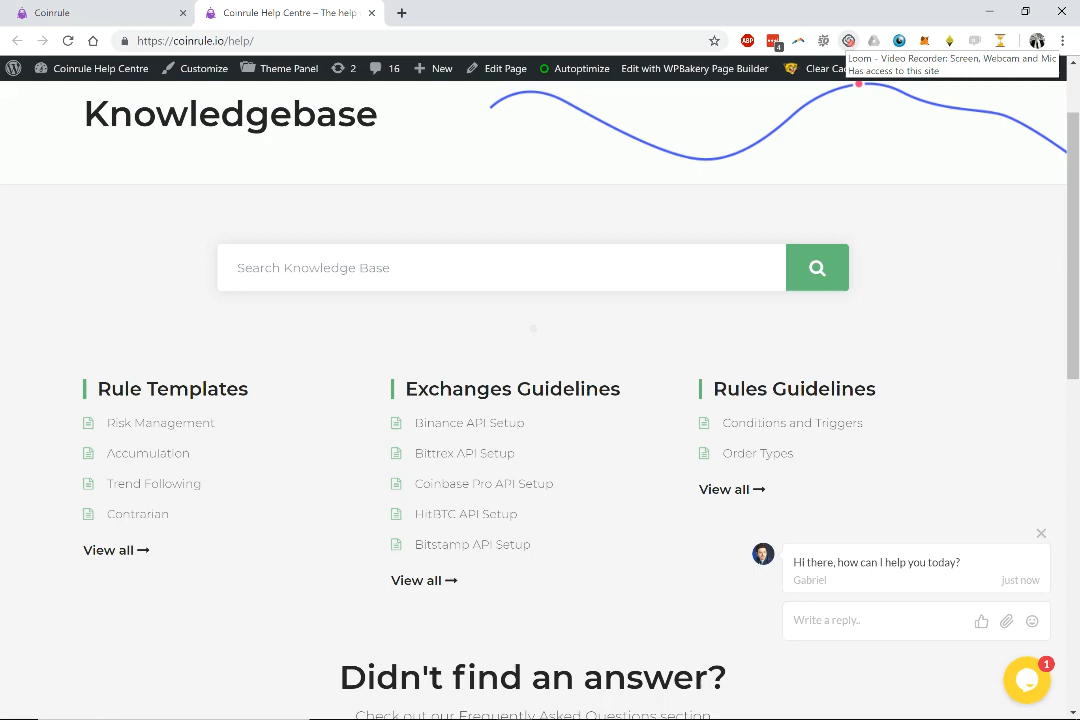 Coinrule
Coinrule Help Centre – The help
https://coinrule.io/help/
ABP
4
Loom - Video Recorder: Screen, Webcam and Mic
Has access to this site
Coinrule Help Centre Customize Theme Panel 2 16 New Edit Page Autoptimize Edit with WPBakery Page Builder Clear Ca
Knowledgebase
Search Knowledge Base
Rule Templates
Risk Management
Accumulation
Trend Following
Contrarian
View all
Exchanges Guidelines
Binance API Setup
Bittrex API Setup
Coinbase Pro API Setup
HitBTC API Setup
Bitstamp API Setup
View all
Rules Guidelines
Conditions and Triggers
Order Types
View all
Hi there, how can I help you today?
Gabriel just now
Write a reply..
1
Didn't find an answer?
Check out our Frequently Asked Questions section